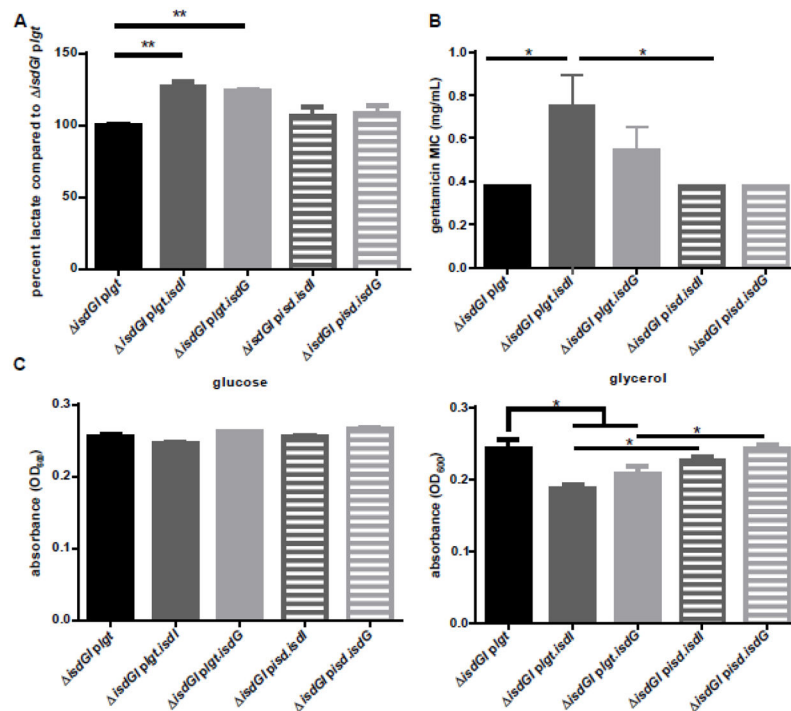 A
**
**
percent lactate compared to ΔisdGI plgt
150
100
50
0
ΔisdGI plgt
ΔisdGI plgt.isdI
ΔisdGI plgt.isdG
ΔisdGI pisd.isdI
ΔisdGI pisd.isdG
B
*
*
gentamicin MIC (mg/mL)
1.0
0.8
0.6
0.4
0.2
0.0
ΔisdGI plgt
ΔisdGI plgt.isdI
ΔisdGI plgt.isdG
ΔisdGI pisd.isdI
ΔisdGI pisd.isdG
C
glucose
absorbance (OD600)
0.3
0.2
0.1
0.0
ΔisdGI plgt
ΔisdGI plgt.isdI
ΔisdGI plgt.isdG
ΔisdGI pisd.isdI
ΔisdGI pisd.isdG
glycerol
*
*
*
absorbance (OD600)
0.3
0.2
0.1
0.0
ΔisdGI plgt
ΔisdGI plgt.isdI
ΔisdGI plgt.isdG
ΔisdGI pisd.isdI
ΔisdGI pisd.isdG